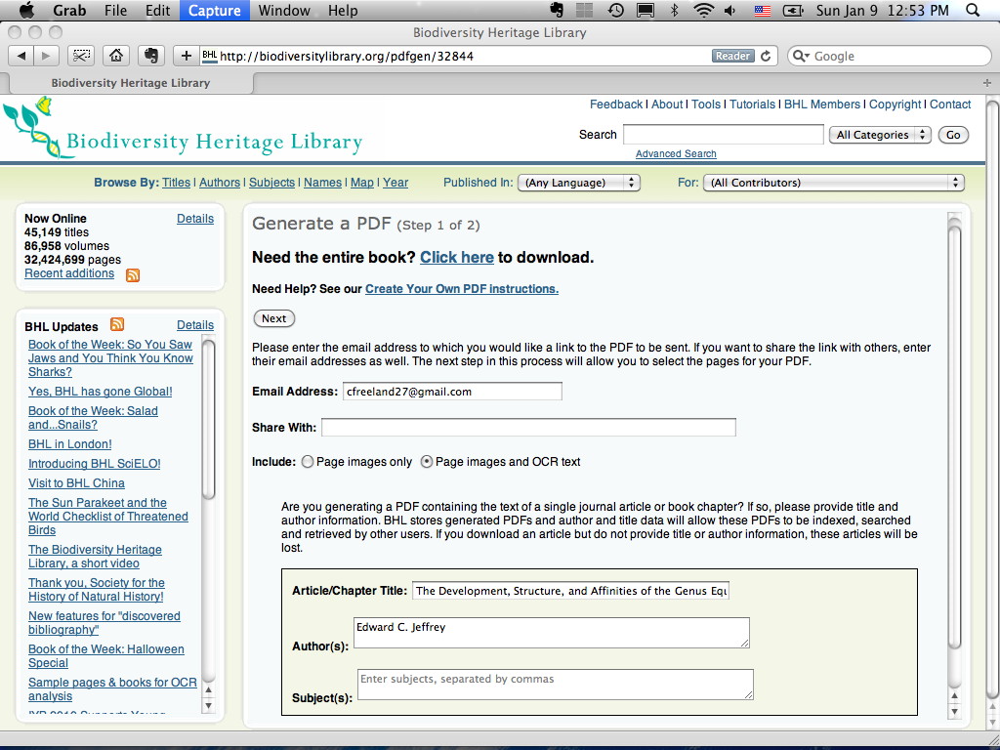 Grab File Edit Capture Window Help Sun Jan 9 12:53 PM
Biodiversity Heritage Library
BHL http://biodiversitylibrary.org/pdfgen/32844 Reader Google
Biodiversity Heritage Library
Feedback | About | Tools | Tutorials | BHL Members | Copyright | Contact
Biodiversity Heritage Library
Search All Categories Go
Advanced Search
Browse By: Titles | Authors | Subjects | Names | Map | Year Published In: (Any Language) For: (All Contributors)
Now Online Details
45,149 titles
86,958 volumes
32,424,699 pages
Recent additions
BHL Updates Details
Book of the Week: So You Saw
Jaws and You Think You Know
Sharks?
Yes, BHL has gone Global!
Book of the Week: Salad
and...Snails?
BHL in London!
Introducing BHL SciELO!
Visit to BHL China
The Sun Parakeet and the
World Checklist of Threatened
Birds
The Biodiversity Heritage
Library, a short video
Thank you, Society for the
History of Natural History!
New features for "discovered
bibliography"
Book of the Week: Halloween
Special
Sample pages & books for OCR
analysis
Generate a PDF (Step 1 of 2)
Need the entire book? Click here to download.
Need Help? See our Create Your Own PDF instructions.
Next
Please enter the email address to which you would like a link to the PDF to be sent. If you want to share the link with others, enter
their email addresses as well. The next step in this process will allow you to select the pages for your PDF.
Email Address: cfreeland27@gmail.com
Share With:
Include: Page images only Page images and OCR text
Are you generating a PDF containing the text of a single journal article or book chapter? If so, please provide title and
author information. BHL stores generated PDFs and author and title data will allow these PDFs to be indexed, searched
and retrieved by other users. If you download an article but do not provide title or author information, these articles will be
lost.
Article/Chapter Title: The Development, Structure, and Affinities of the Genus Equ
Author(s): Edward C. Jeffrey
Subject(s): Enter subjects, separated by commas